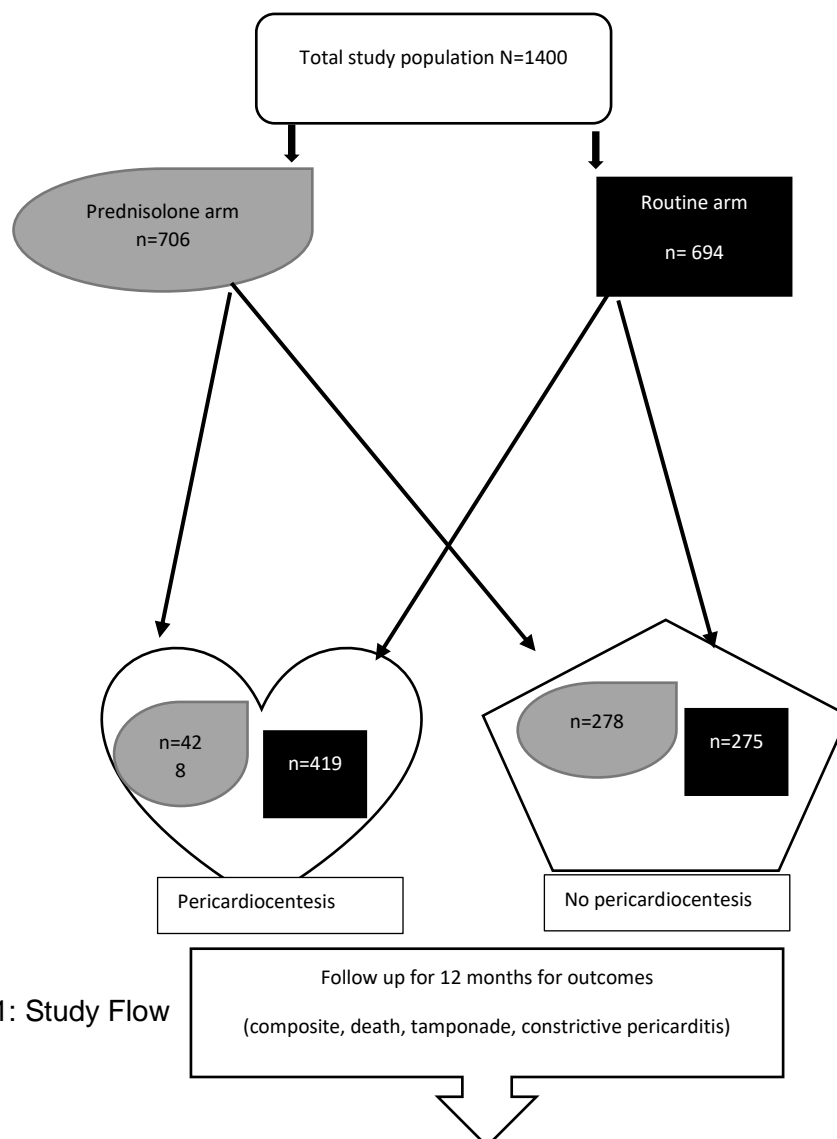 Total study population N=1400
Prednisolone arm
n=706
Routine arm
n= 694
n=42
8
n=419
n=278
n=275
Pericardiocentesis
No pericardiocentesis
Follow up for 12 months for outcomes
(composite, death, tamponade, constrictive pericarditis)
1: Study Flow